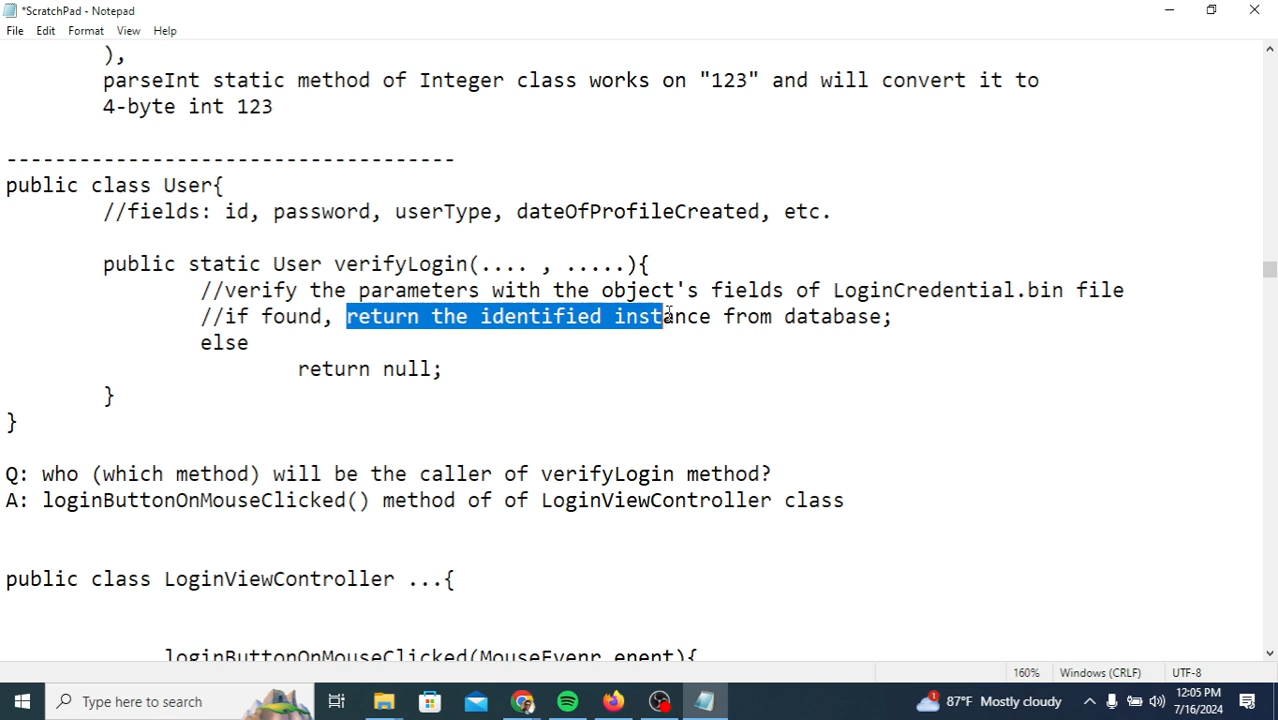 *ScratchPad - Notepad
File Edit Format View Help
),
parseInt static method of Integer class works on "123" and will convert it to
4-byte int 123
-------------------------------------
public class User{
//fields: id, password, userType, dateOfProfileCreated, etc.
public static User verifyLogin(.... , .....){
//verify the parameters with the object's fields of LoginCredential.bin file
//if found, return the identified instance from database;
else
return null;
}
}
Q: who (which method) will be the caller of verifyLogin method?
A: loginButtonOnMouseClicked() method of of LoginViewController class
public class LoginViewController ...{
loginButtonOnMouseClicked(MouseEvenr enent){
160% Windows (CRLF) UTF-8
Type here to search
87°F Mostly cloudy
12:05 PM
7/16/2024